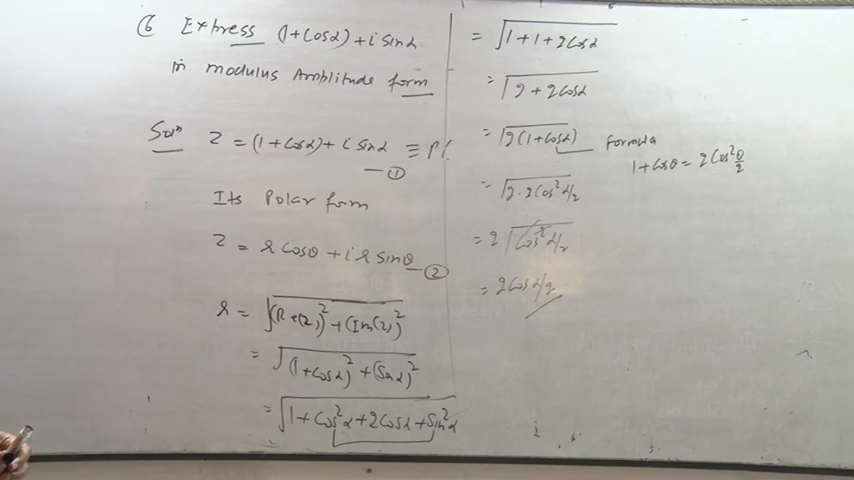 ⑥ Express (1+Cosα)+i Sinα
in modulus Amplitude form
Solⁿ Z = (1+Cosα)+i Sinα ≡ P(
— ①
Its Polar form
Z = r Cosθ + i r Sinθ — ②
r = √((Re(z))² + (Im(z))²)
= √((1+Cosα)² + (Sinα)²)
= √(1+Cos²α+2Cosα+Sin²α)
= √(1+1+2Cosα)
= √(2+2Cosα)
= √(2(1+Cosα)) Formula
1+Cosθ = 2Cos²θ/2
= √(2·2Cos²α/2)
= 2√(Cos²α/2)
= 2Cosα/2